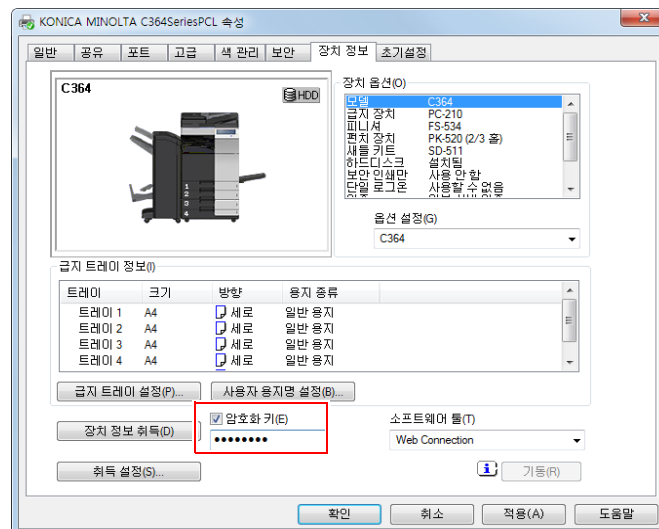 KONICA MINOLTA C364SeriesPCL 속성
일반 공유 포트 고급 색 관리 보안 장치 정보 초기설정
C364
HDD
1
2
3
4
장치 옵션(O)
모델 C364
급지 장치 PC-210
피니셔 FS-534
펀치 장치 PK-520 (2/3 홀)
새들 키트 SD-511
하드디스크 설치됨
보안 인쇄만 사용 안 함
단일 로그온 사용할 수 없음
옵션 설정(G)
C364
급지 트레이 정보(I)
트레이 크기 방향 용지 종류
트레이 1 A4 세로 일반 용지
트레이 2 A4 세로 일반 용지
트레이 3 A4 세로 일반 용지
트레이 4 A4 세로 일반 용지
급지 트레이 설정(P)... 사용자 용지명 설정(B)...
장치 정보 취득(D)
암호화 키(E)
●●●●●●●●
소프트웨어 툴(T)
Web Connection
취득 설정(S)...
기동(R)
확인 취소 적용(A) 도움말